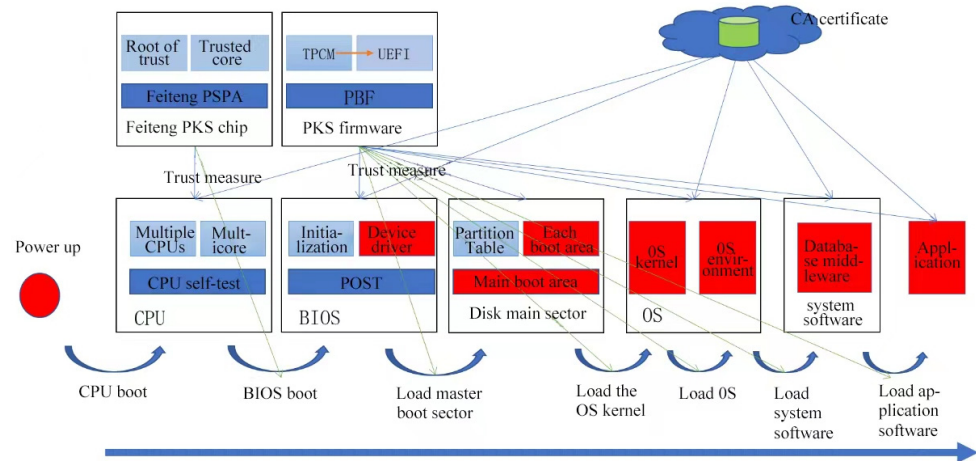 CA certificate
Root of
trust
Trusted
core
Feiteng PSPA
Feiteng PKS chip
TPCM
UEFI
PBF
PKS firmware
Trust measure
Trust measure
Power up
Multiple
CPUs
Mult-
icore
CPU self-test
CPU
Initia-
lization
Device
driver
POST
BIOS
Partition
Table
Each
boot area
Main boot area
Disk main sector
0S
kernel
0S
envir-
onment
OS
Datab-
ase midd-
leware
system
software
Appl-
ication
CPU boot
BIOS boot
Load master
boot sector
Load the
OS kernel
Load 0S
Load
system
software
Load ap-
plication
software